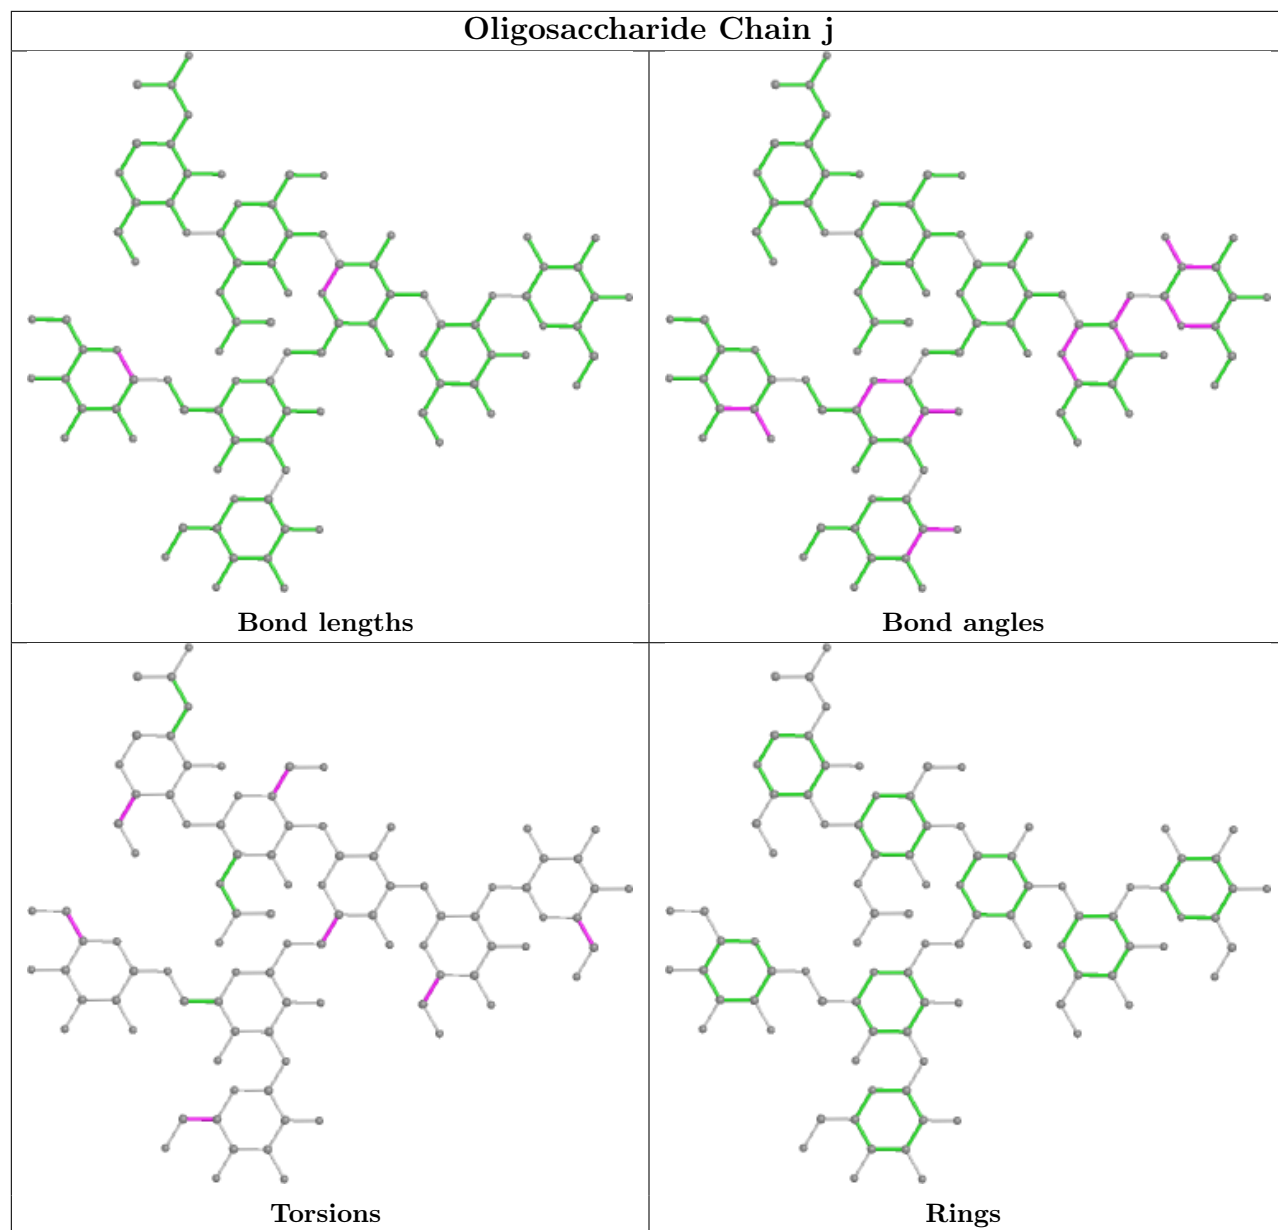 Oligosaccharide Chain j
Bond lengths
Bond angles
Torsions
Rings